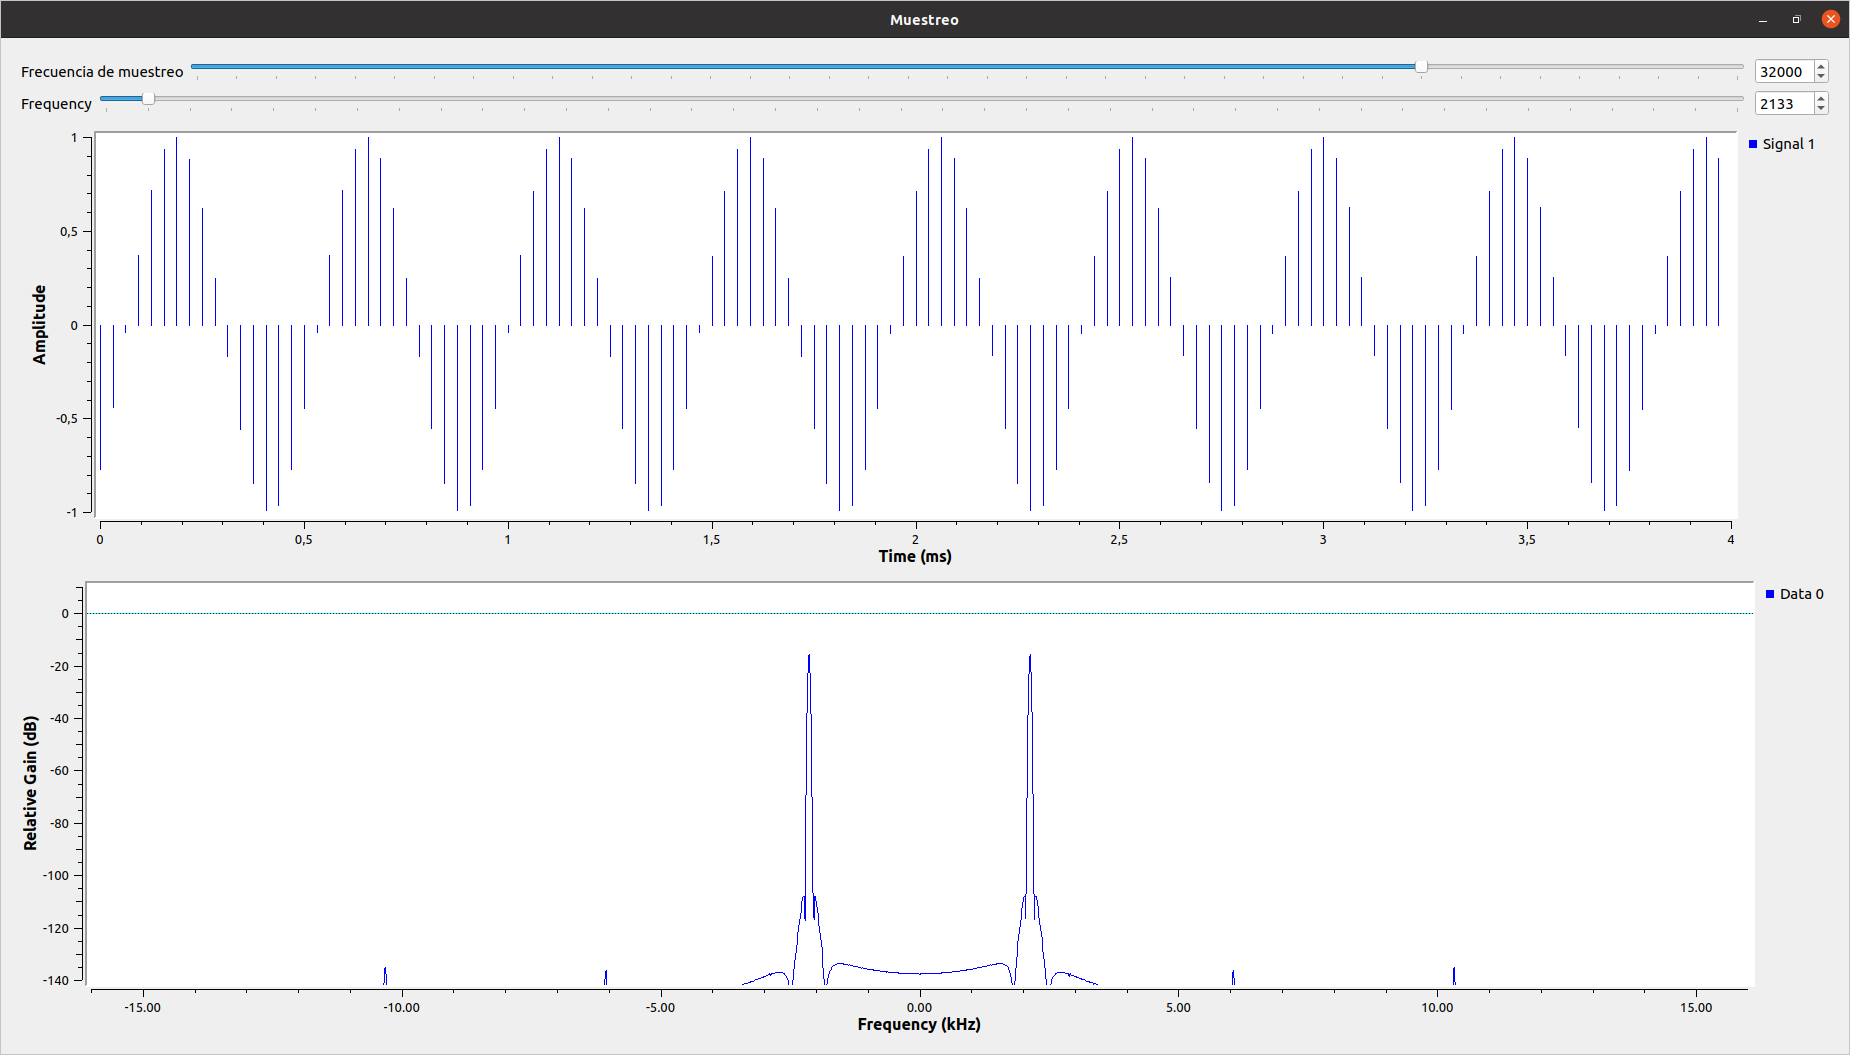 Muestreo
Frecuencia de muestreo
32000
Frequency
2133
Signal 1
Amplitude
1
0,5
0
-0,5
-1
0 0,5 1 1,5 2 2,5 3 3,5 4
Time (ms)
Data 0
Relative Gain (dB)
0
-20
-40
-60
-80
-100
-120
-140
-15.00 -10.00 -5.00 0.00 5.00 10.00 15.00
Frequency (kHz)